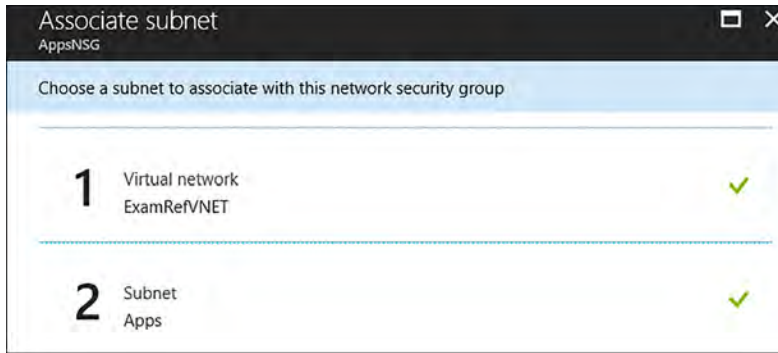 Associate subnet
AppsNSG
Choose a subnet to associate with this network security group
1
Virtual network
ExamRefVNET
2
Subnet
Apps